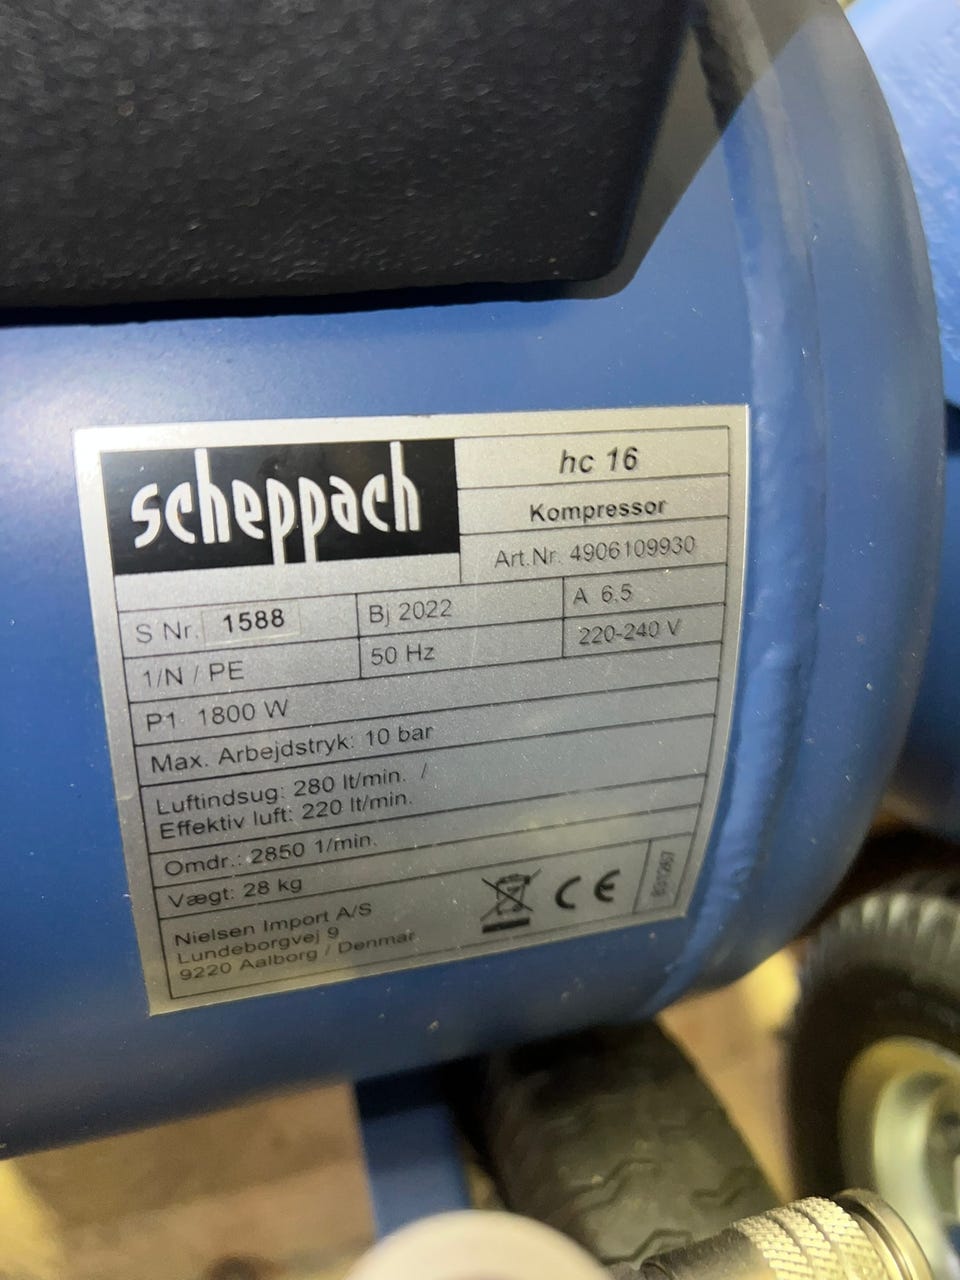 scheppach
hc 16
Kompressor
Art.Nr. 4906109930
S Nr. 1588
Bj 2022
A 6,5
1/N / PE
50 Hz
220-240 V
P1 1800 W
Max. Arbejdstryk: 10 bar
Luftindsug: 280 lt/min. /
Effektiv luft: 220 lt/min.
Omdr.: 2850 1/min.
Vægt: 28 kg
Nielsen Import A/S
Lundeborgvej 9
9220 Aalborg / Denmar
CE